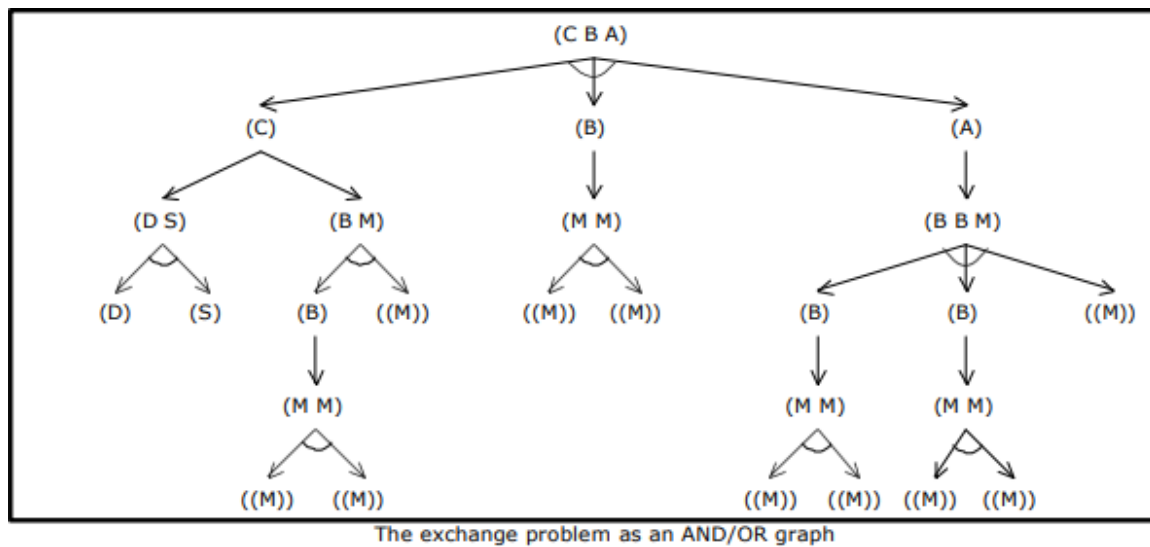 (C B A)
(C) (B) (A)
(D S) (B M) (M M) (B B M)
(D) (S) (B) ((M)) ((M)) ((M)) (B) (B) ((M))
(M M) (M M) (M M)
((M)) ((M)) ((M)) ((M)) ((M)) ((M))
The exchange problem as an AND/OR graph